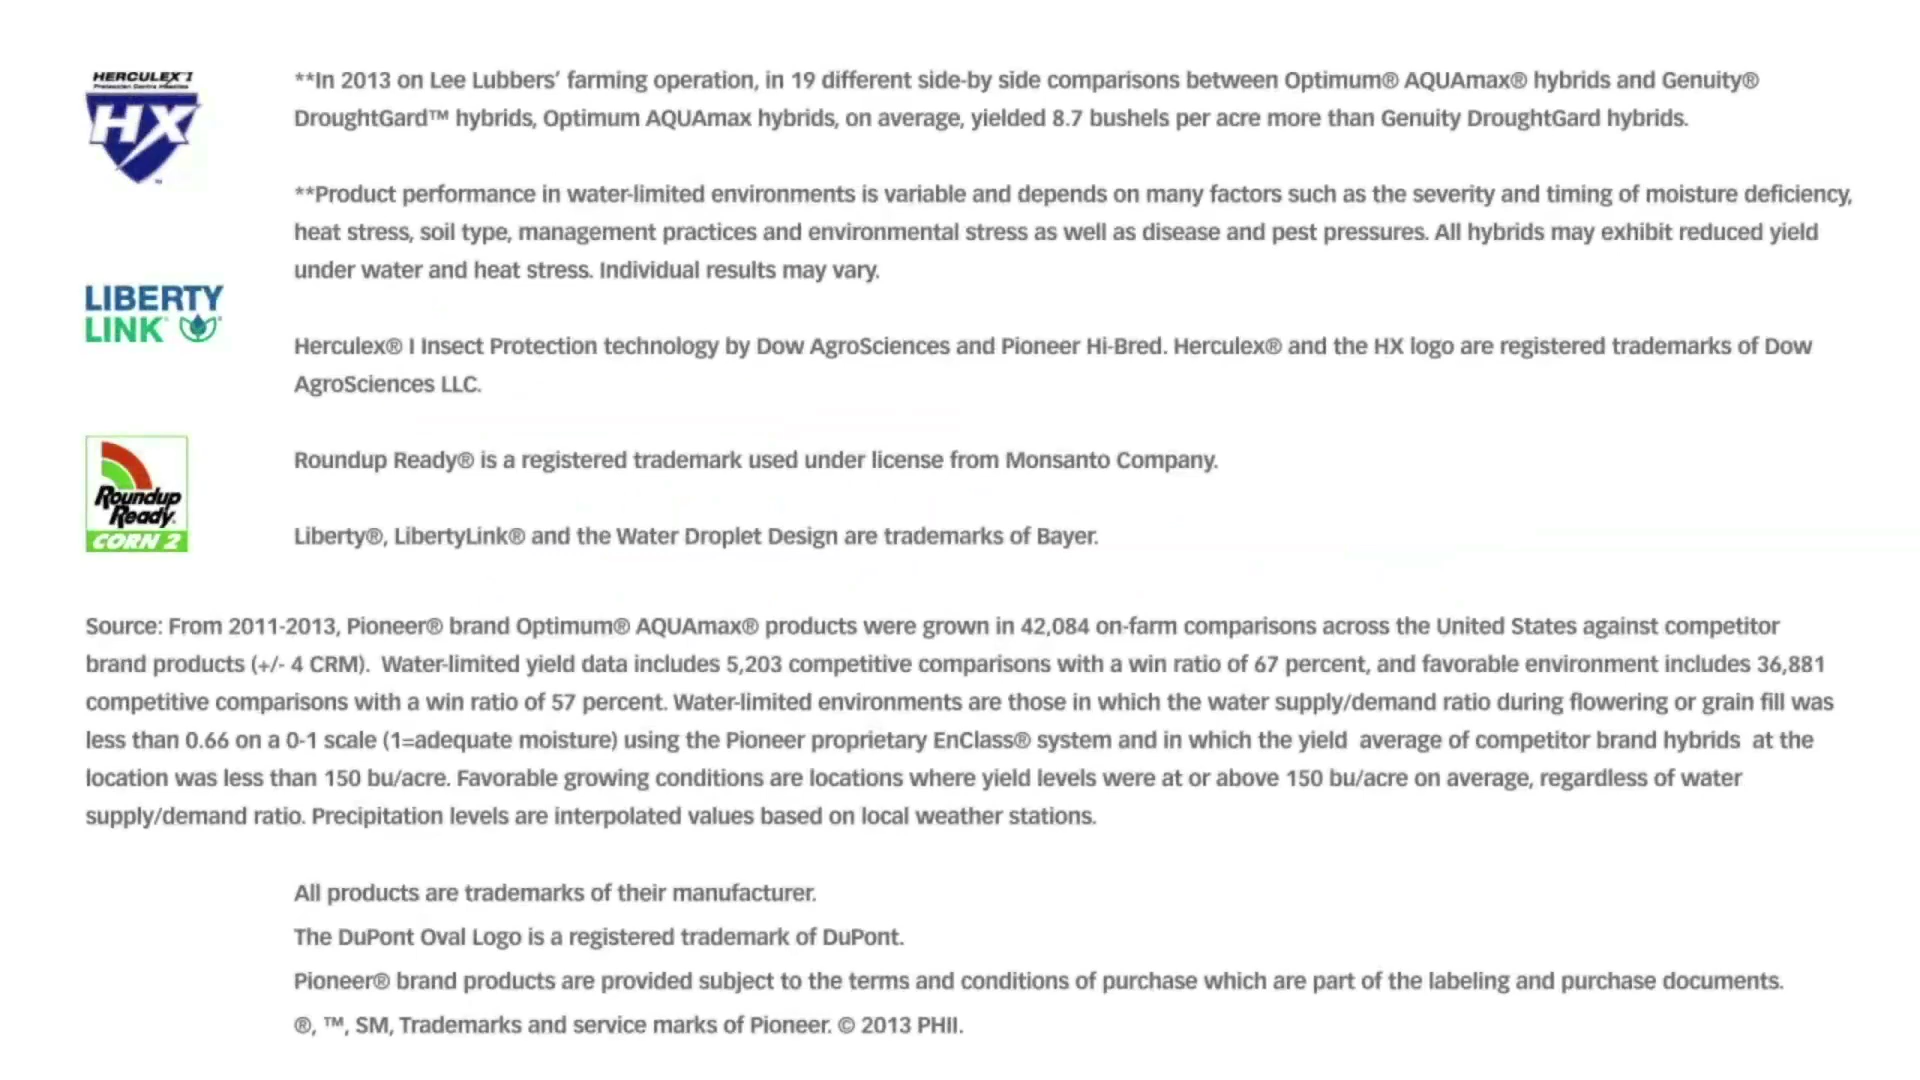 HERCULEX I
HX
**In 2013 on Lee Lubbers' farming operation, in 19 different side-by side comparisons between Optimum® AQUAmax® hybrids and Genuity®
DroughtGard™ hybrids, Optimum AQUAmax hybrids, on average, yielded 8.7 bushels per acre more than Genuity DroughtGard hybrids.
**Product performance in water-limited environments is variable and depends on many factors such as the severity and timing of moisture deficiency,
heat stress, soil type, management practices and environmental stress as well as disease and pest pressures. All hybrids may exhibit reduced yield
under water and heat stress. Individual results may vary.
LIBERTY
LINK
Herculex® I Insect Protection technology by Dow AgroSciences and Pioneer Hi-Bred. Herculex® and the HX logo are registered trademarks of Dow
AgroSciences LLC.
Roundup
Ready
CORN 2
Roundup Ready® is a registered trademark used under license from Monsanto Company.
Liberty®, LibertyLink® and the Water Droplet Design are trademarks of Bayer.
Source: From 2011-2013, Pioneer® brand Optimum® AQUAmax® products were grown in 42,084 on-farm comparisons across the United States against competitor
brand products (+/- 4 CRM). Water-limited yield data includes 5,203 competitive comparisons with a win ratio of 67 percent, and favorable environment includes 36,881
competitive comparisons with a win ratio of 57 percent. Water-limited environments are those in which the water supply/demand ratio during flowering or grain fill was
less than 0.66 on a 0-1 scale (1=adequate moisture) using the Pioneer proprietary EnClass® system and in which the yield average of competitor brand hybrids at the
location was less than 150 bu/acre. Favorable growing conditions are locations where yield levels were at or above 150 bu/acre on average, regardless of water
supply/demand ratio. Precipitation levels are interpolated values based on local weather stations.
All products are trademarks of their manufacturer.
The DuPont Oval Logo is a registered trademark of DuPont.
Pioneer® brand products are provided subject to the terms and conditions of purchase which are part of the labeling and purchase documents.
®, ™, SM, Trademarks and service marks of Pioneer. © 2013 PHII.